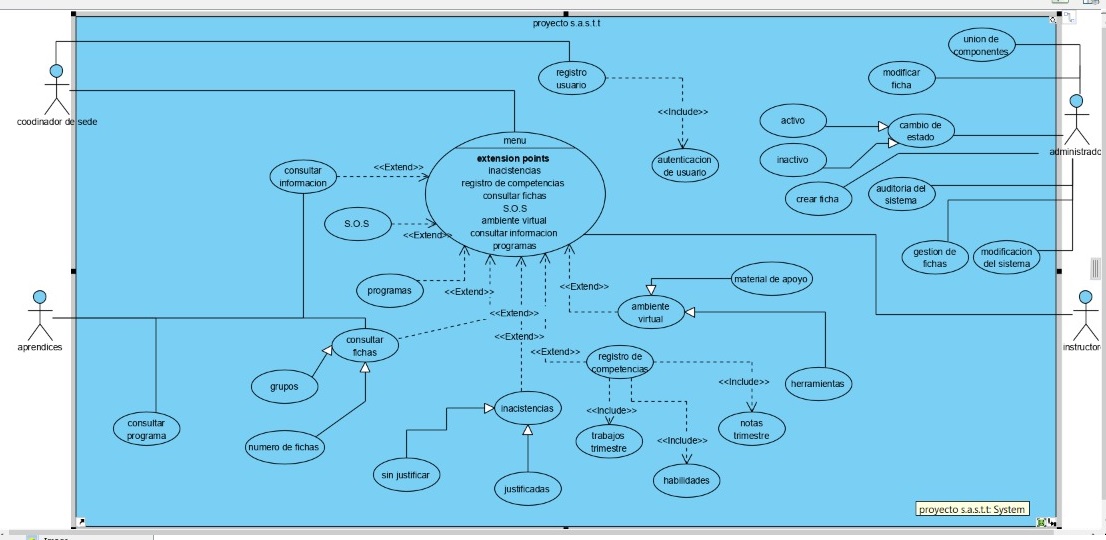 proyecto s.a.s.t.t
union de
componentes
registro
usuario
modificar
ficha
coodinador de sede
<<Include>>
activo
cambio de
estado
menu
extension points
inacistencias
registro de competencias
consultar fichas
S.O.S
ambiente virtual
consultar informacion
programas
autenticacion
de usuario
inactivo
administrado
consultar
informacion
<<Extend>>
crear ficha
auditoria del
sistema
S.O.S
<<Extend>>
gestion de
fichas
modificacion
del sistema
programas
<<Extend>>
<<Extend>>
material de apoyo
aprendices
<<Extend>>
ambiente
virtual
instructor
consultar
fichas
<<Extend>>
<<Extend>>
registro de
competencias
grupos
<<Include>>
herramientas
inacistencias
<<Include>>
consultar
programa
notas
trimestre
numero de fichas
trabajos
trimestre
<<Include>>
sin justificar
habilidades
justificadas
proyecto s.a.s.t.t: System